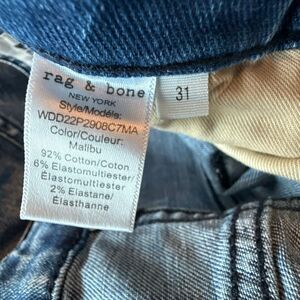 rag & bone
NEW YORK
Style/Modéle:
WDD22P2908C7MA
Color/Couleur:
Malibu
92% Cotton/Coton
6% Elastomultiester/
Élastomultiester
2% Elastane/
Élasthanne
31